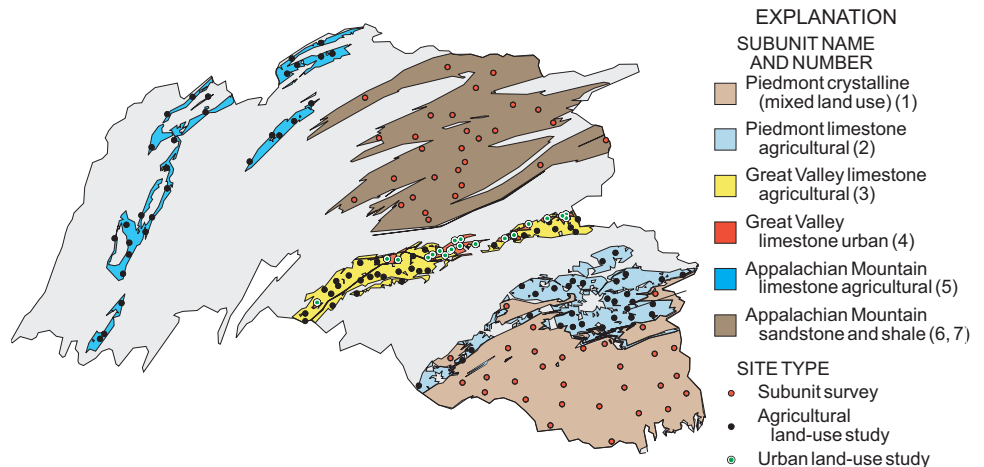 EXPLANATION
SUBUNIT NAME
AND NUMBER
Piedmont crystalline
(mixed land use) (1)
Piedmont limestone
agricultural (2)
Great Valley limestone
agricultural (3)
Great Valley
limestone urban (4)
Appalachian Mountain
limestone agricultural (5)
Appalachian Mountain
sandstone and shale (6, 7)
SITE TYPE
Subunit survey
Agricultural
land-use study
Urban land-use study